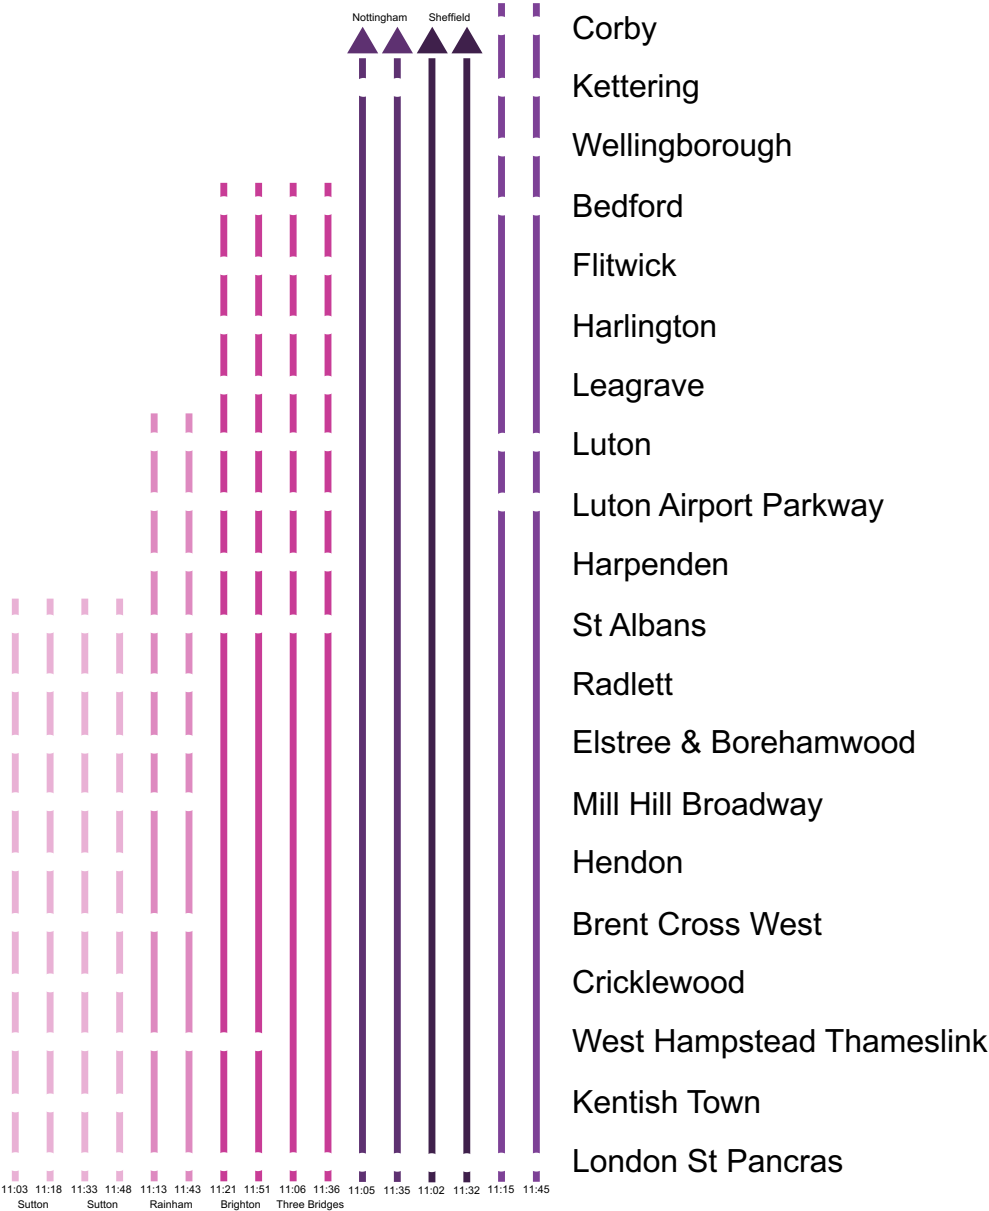 Nottingham Sheffield
Corby
Kettering
Wellingborough
Bedford
Flitwick
Harlington
Leagrave
Luton
Luton Airport Parkway
Harpenden
St Albans
Radlett
Elstree & Borehamwood
Mill Hill Broadway
Hendon
Brent Cross West
Cricklewood
West Hampstead Thameslink
Kentish Town
London St Pancras
11:03 11:18 11:33 11:48 11:13 11:43 11:21 11:51 11:06 11:36 11:05 11:35 11:02 11:32 11:15 11:45
Sutton Sutton Rainham Brighton Three Bridges